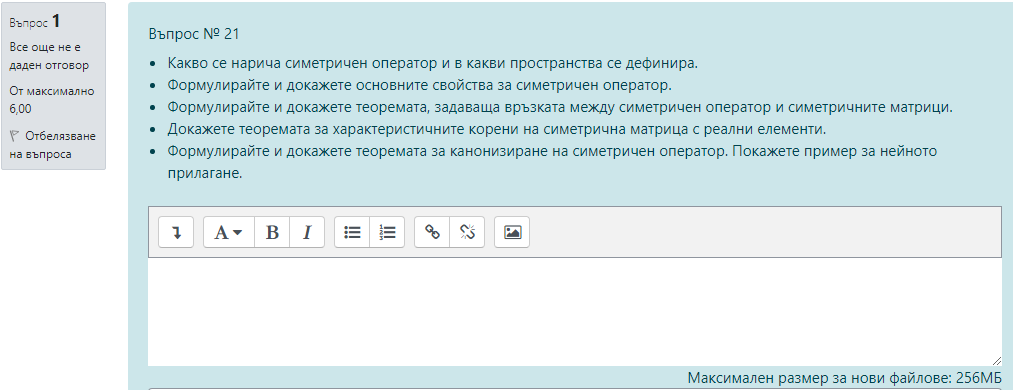 Въпрос 1
Все още не е
даден отговор
От максимално
6,00
Отбелязване
на въпроса
Въпрос № 21
• Какво се нарича симетричен оператор и в какви пространства се дефинира.
• Формулирайте и докажете основните свойства за симетричен оператор.
• Формулирайте и докажете теоремата, задаваща връзката между симетричен оператор и симетричните матрици.
• Докажете теоремата за характеристичните корени на симетрична матрица с реални елементи.
• Формулирайте и докажете теоремата за канонизиране на симетричен оператор. Покажете пример за нейното
прилагане.
A B I
Максимален размер за нови файлове: 256МБ